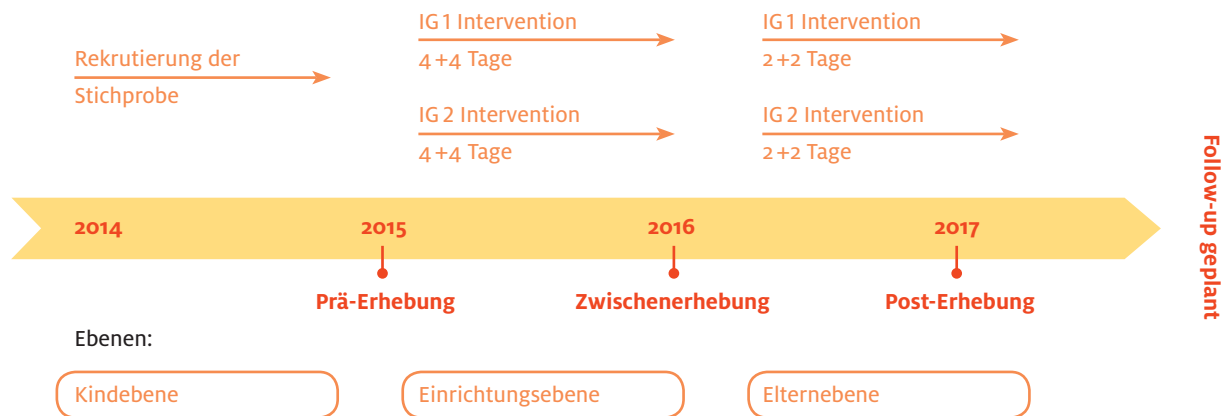 Rekrutierung der
Stichprobe
IG 1 Intervention
4 + 4 Tage
IG 1 Intervention
2 + 2 Tage
IG 2 Intervention
4 + 4 Tage
IG 2 Intervention
2 + 2 Tage
2014
2015
2016
2017
Prä-Erhebung
Zwischenerhebung
Post-Erhebung
Follow-up geplant
Ebenen:
Kindebene
Einrichtungsebene
Elternebene